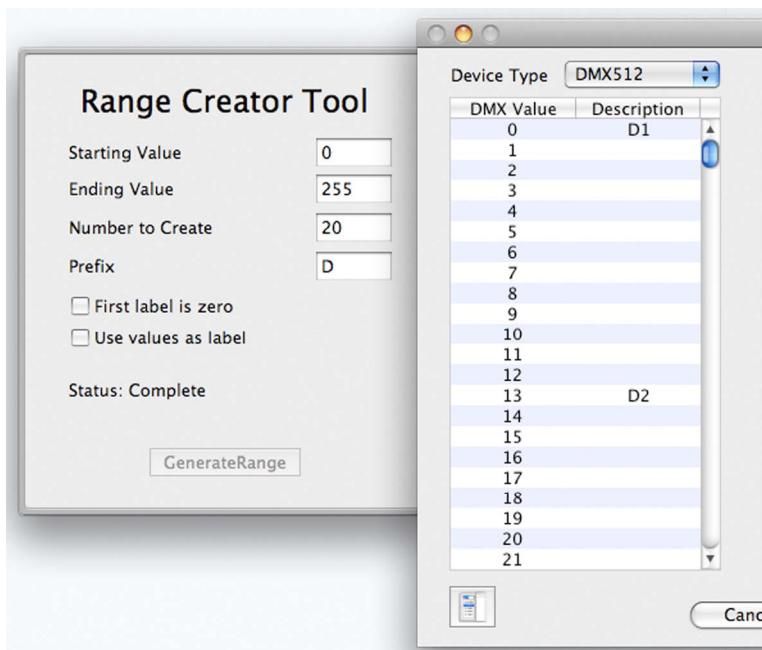 Range Creator Tool
Starting Value 0
Ending Value 255
Number to Create 20
Prefix D
First label is zero
Use values as label
Status: Complete
GenerateRange
Device Type DMX512
DMX Value Description
0 D1
1
2
3
4
5
6
7
8
9
10
11
12
13 D2
14
15
16
17
18
19
20
21
Canc